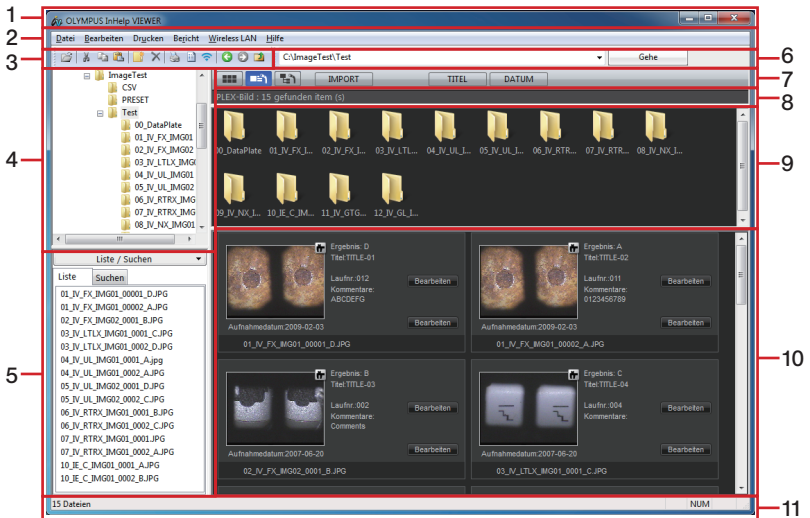 1
OLYMPUS InHelp VIEWER
2
Datei Bearbeiten Drucken Bericht Wireless LAN Hilfe
3
C:\ImageTest\Test
Gehe
6
IMPORT TITEL DATUM
7
PLEX-Bild : 15 gefunden item (s)
8
4
ImageTest
CSV
PRESET
Test
00_DataPlate
01_IV_FX_IMG01
02_IV_FX_IMG02
03_IV_LTLX_IMG(
04_IV_UL_IMG01
05_IV_UL_IMG02
06_IV_RTRX_IMG
07_IV_RTRX_IMG
08_IV_NX_IMG01
00_DataPlate 01_IV_FX_I... 02_IV_FX_I... 03_IV_LTL... 04_IV_UL_I... 05_IV_UL_I... 06_IV_RTR... 07_IV_RTR... 08_IV_NX_I...
9
09_IV_NX_I... 10_IE_C_IM... 11_IV_GTG... 12_IV_GL_I...
5
Liste / Suchen
Liste Suchen
01_IV_FX_IMG01_00001_D.JPG
01_IV_FX_IMG01_00002_A.JPG
02_IV_FX_IMG02_0001_B.JPG
03_IV_LTLX_IMG01_0001_C.JPG
03_IV_LTLX_IMG01_0002_D.JPG
04_IV_UL_IMG01_0001_A.jpg
04_IV_UL_IMG01_0002_A.JPG
05_IV_UL_IMG02_0001_D.JPG
05_IV_UL_IMG02_0002_C.JPG
06_IV_RTRX_IMG01_0001_B.JPG
06_IV_RTRX_IMG01_0002_C.JPG
07_IV_RTRX_IMG01_0001.JPG
07_IV_RTRX_IMG01_0002_A.JPG
10_IE_C_IMG01_0001_A.JPG
10_IE_C_IMG01_0002_B.JPG
Ergebnis: D
Titel:TITLE-01
Laufnr.:012
Kommentare:
ABCDEFG
Bearbeiten
Bearbeiten
Aufnahmedatum:2009-02-03
01_IV_FX_IMG01_00001_D.JPG
Ergebnis: A
Titel:TITLE-02
Laufnr.:011
Kommentare:
0123456789
Bearbeiten
Bearbeiten
Aufnahmedatum:2009-02-03
01_IV_FX_IMG01_00002_A.JPG
10
Ergebnis: B
Titel:TITLE-03
Laufnr.:002
Kommentare:
Comments
Bearbeiten
Bearbeiten
Aufnahmedatum:2007-06-20
02_IV_FX_IMG02_0001_B.JPG
Ergebnis: C
Titel:TITLE-04
Laufnr.:004
Kommentare:
Bearbeiten
Bearbeiten
Aufnahmedatum:2007-06-20
03_IV_LTLX_IMG01_0001_C.JPG
15 Dateien
NUM
11